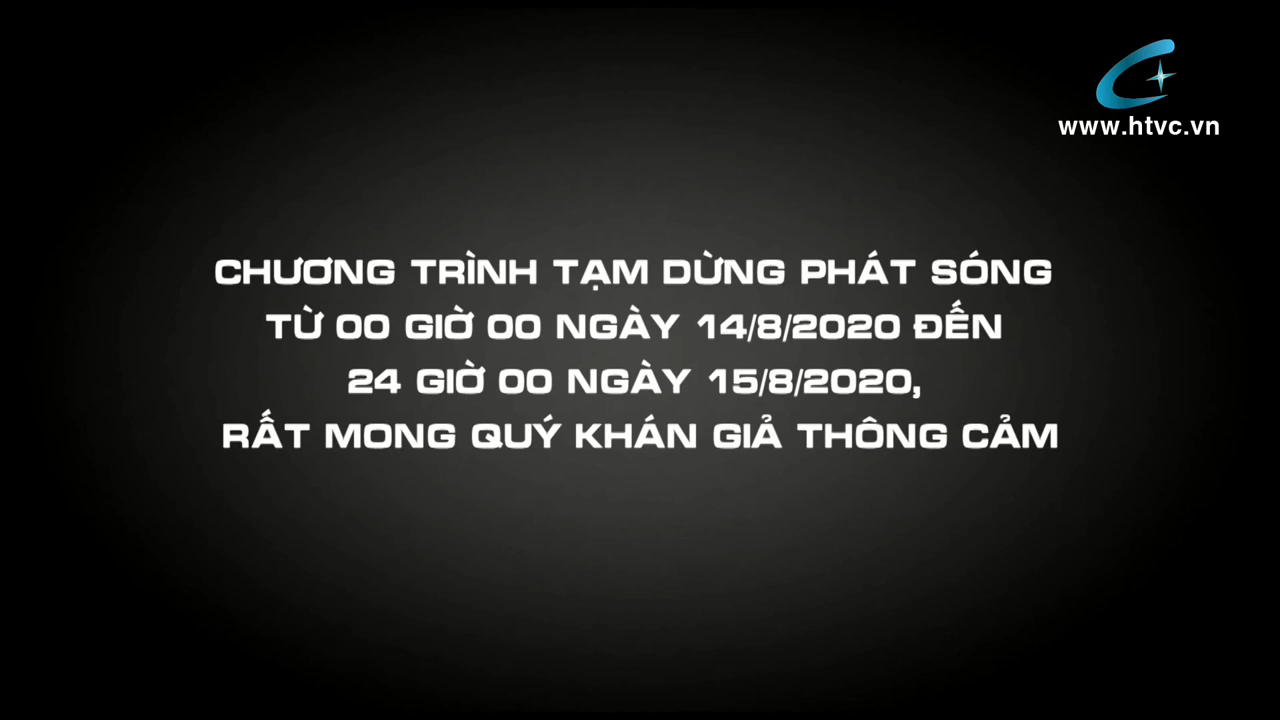 www.htvc.vn
CHƯƠNG TRÌNH TẠM DỪNG PHÁT SÓNG
TỪ 00 GIỜ 00 NGÀY 14/8/2020 ĐẾN
24 GIỜ 00 NGÀY 15/8/2020,
RẤT MONG QUÝ KHÁN GIẢ THÔNG CẢM